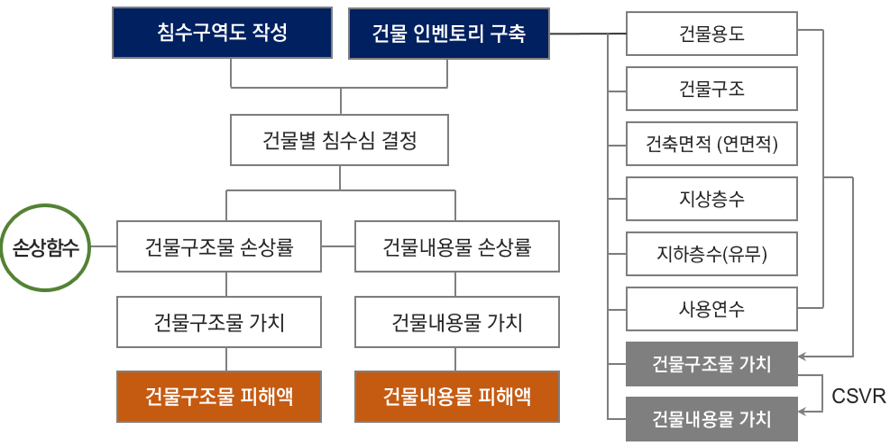 침수구역도 작성
건물 인벤토리 구축
건물용도
건물구조
건축면적 (연면적)
지상층수
지하층수(유무)
사용연수
건물구조물 가치
건물내용물 가치
CSVR
건물별 침수심 결정
손상함수
건물구조물 손상률
건물내용물 손상률
건물구조물 가치
건물내용물 가치
건물구조물 피해액
건물내용물 피해액